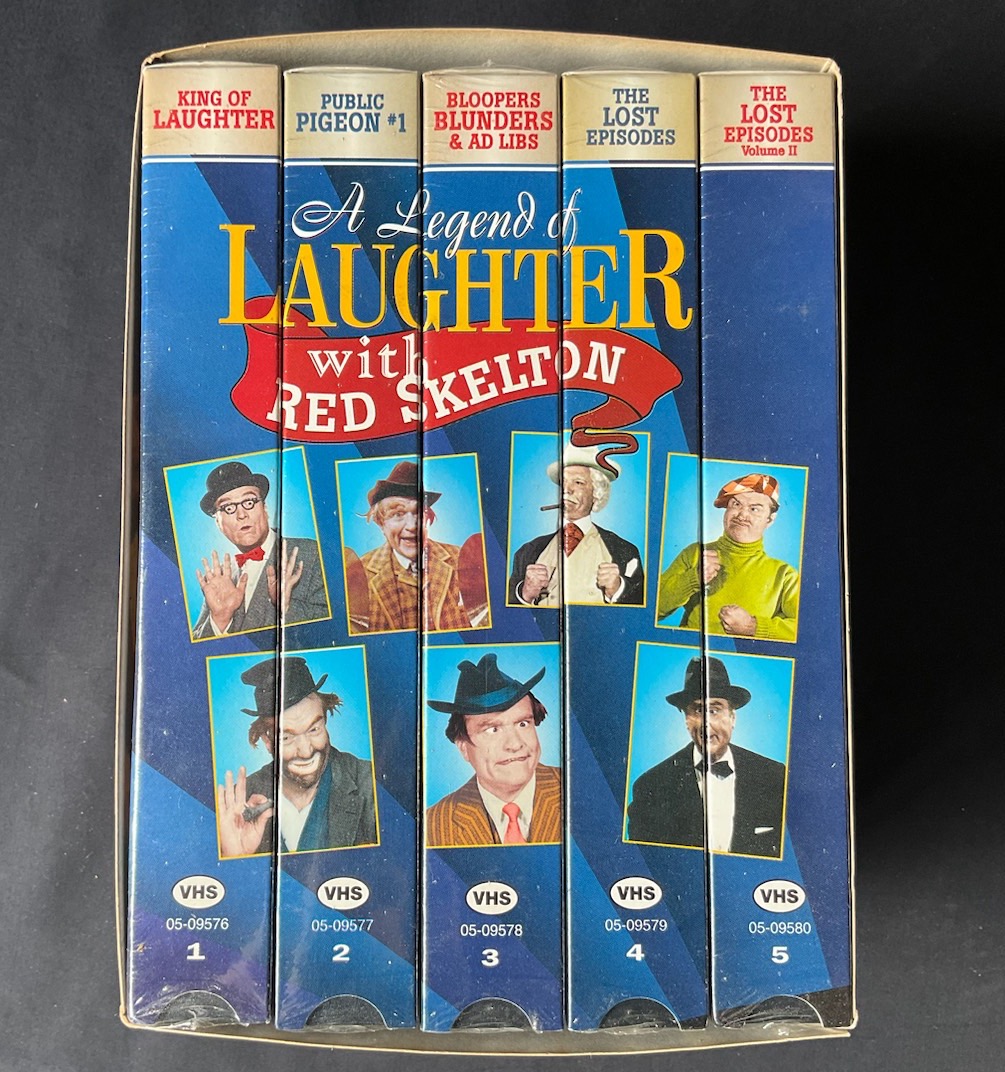 KING OF
LAUGHTER
PUBLIC
PIGEON #1
BLOOPERS
BLUNDERS
& AD LIBS
THE
LOST
EPISODES
THE
LOST
EPISODES
Volume II
A Legend of
LAUGHTER
with
RED SKELTON
VHS
05-09576
1
VHS
05-09577
2
VHS
05-09578
3
VHS
05-09579
4
VHS
05-09580
5